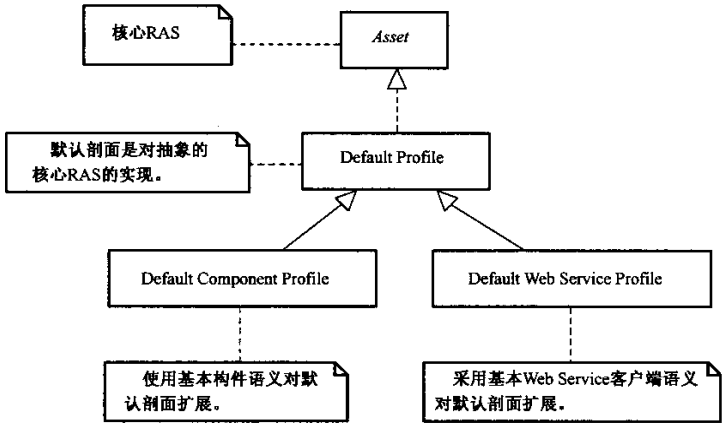 核心RAS
Asset
默认剖面是对抽象的
核心RAS的实现。
Default Profile
Default Component Profile
Default Web Service Profile
使用基本构件语义对默
认剖面扩展。
采用基本Web Service客户端语义
对默认剖面扩展。